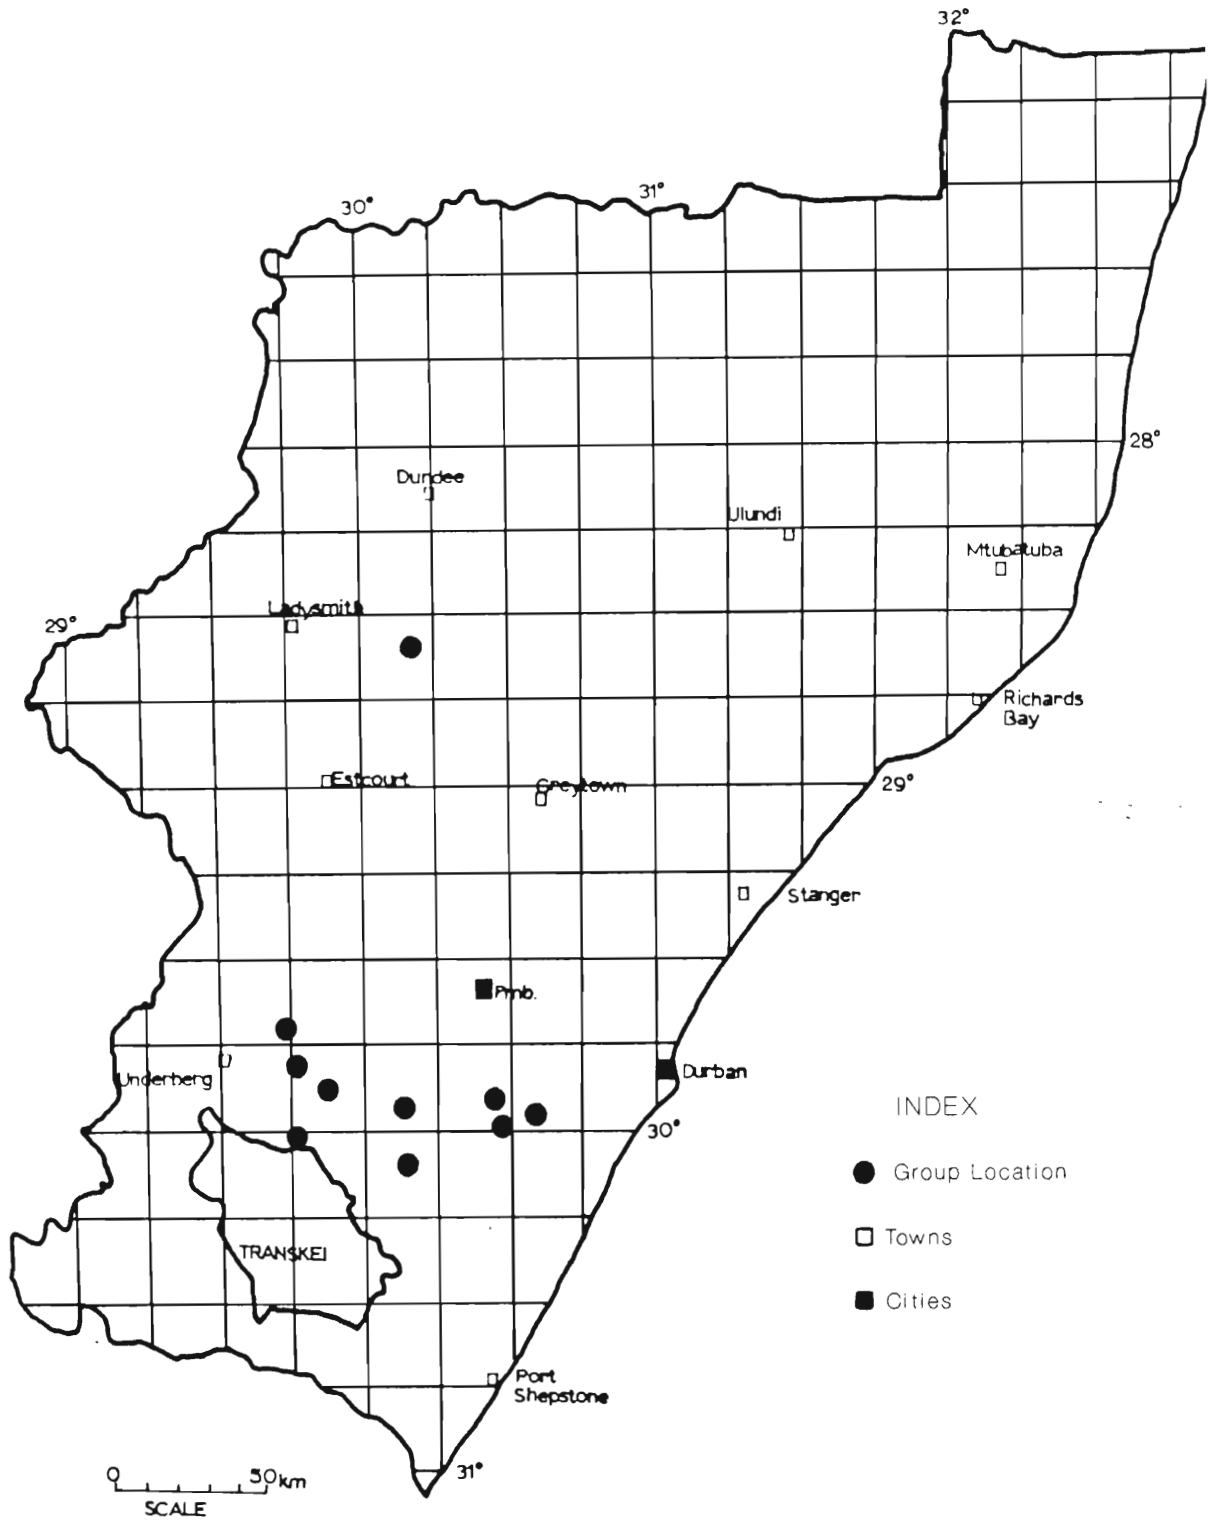 32°
31°
30°
28°
Dundee
Ulundi
Mtubatuba
Ladysmith
29°
Richards
Bay
Estcourt
Greytown
29°
Stanger
Pmb.
Underberg
Durban
INDEX
30°
Group Location
Towns
TRANSKEI
Cities
Port
Shepstone
31°
0 50km
SCALE